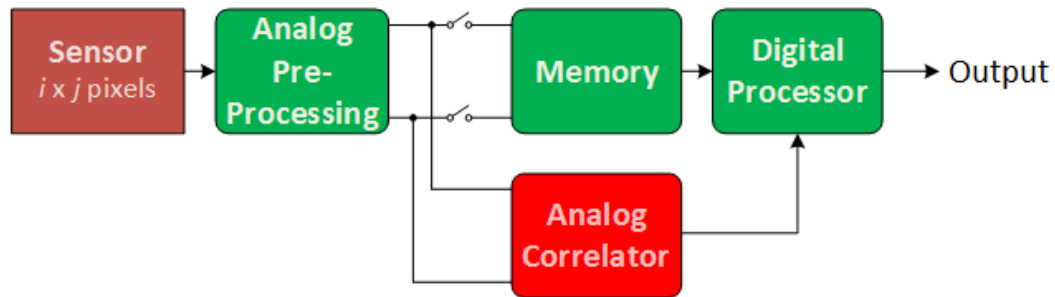 Sensor
i x j pixels
Analog
Pre-
Processing
Memory
Digital
Processor
Output
Analog
Correlator